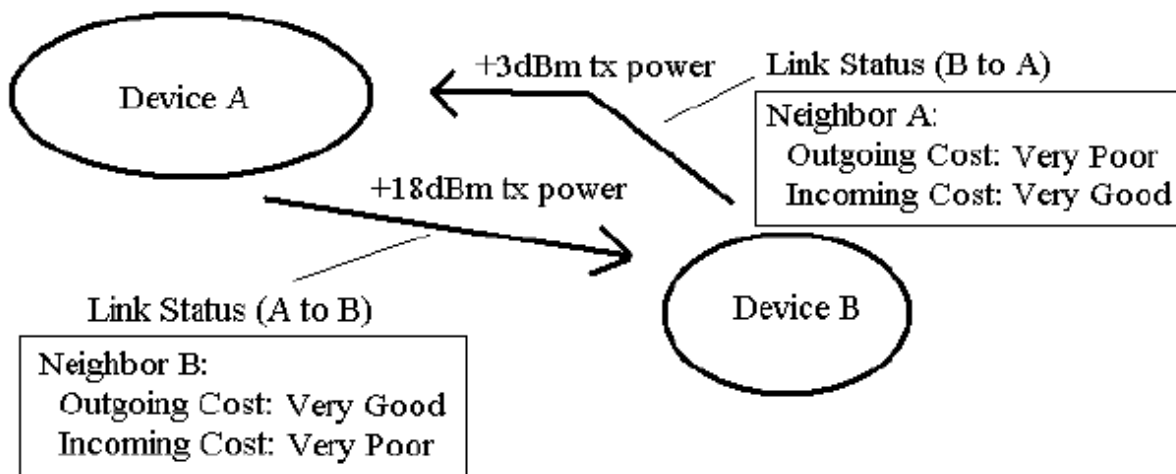 Device A
+3dBm tx power
Link Status (B to A)
Neighbor A:
Outgoing Cost: Very Poor
Incoming Cost: Very Good
+18dBm tx power
Link Status (A to B)
Neighbor B:
Outgoing Cost: Very Good
Incoming Cost: Very Poor
Device B